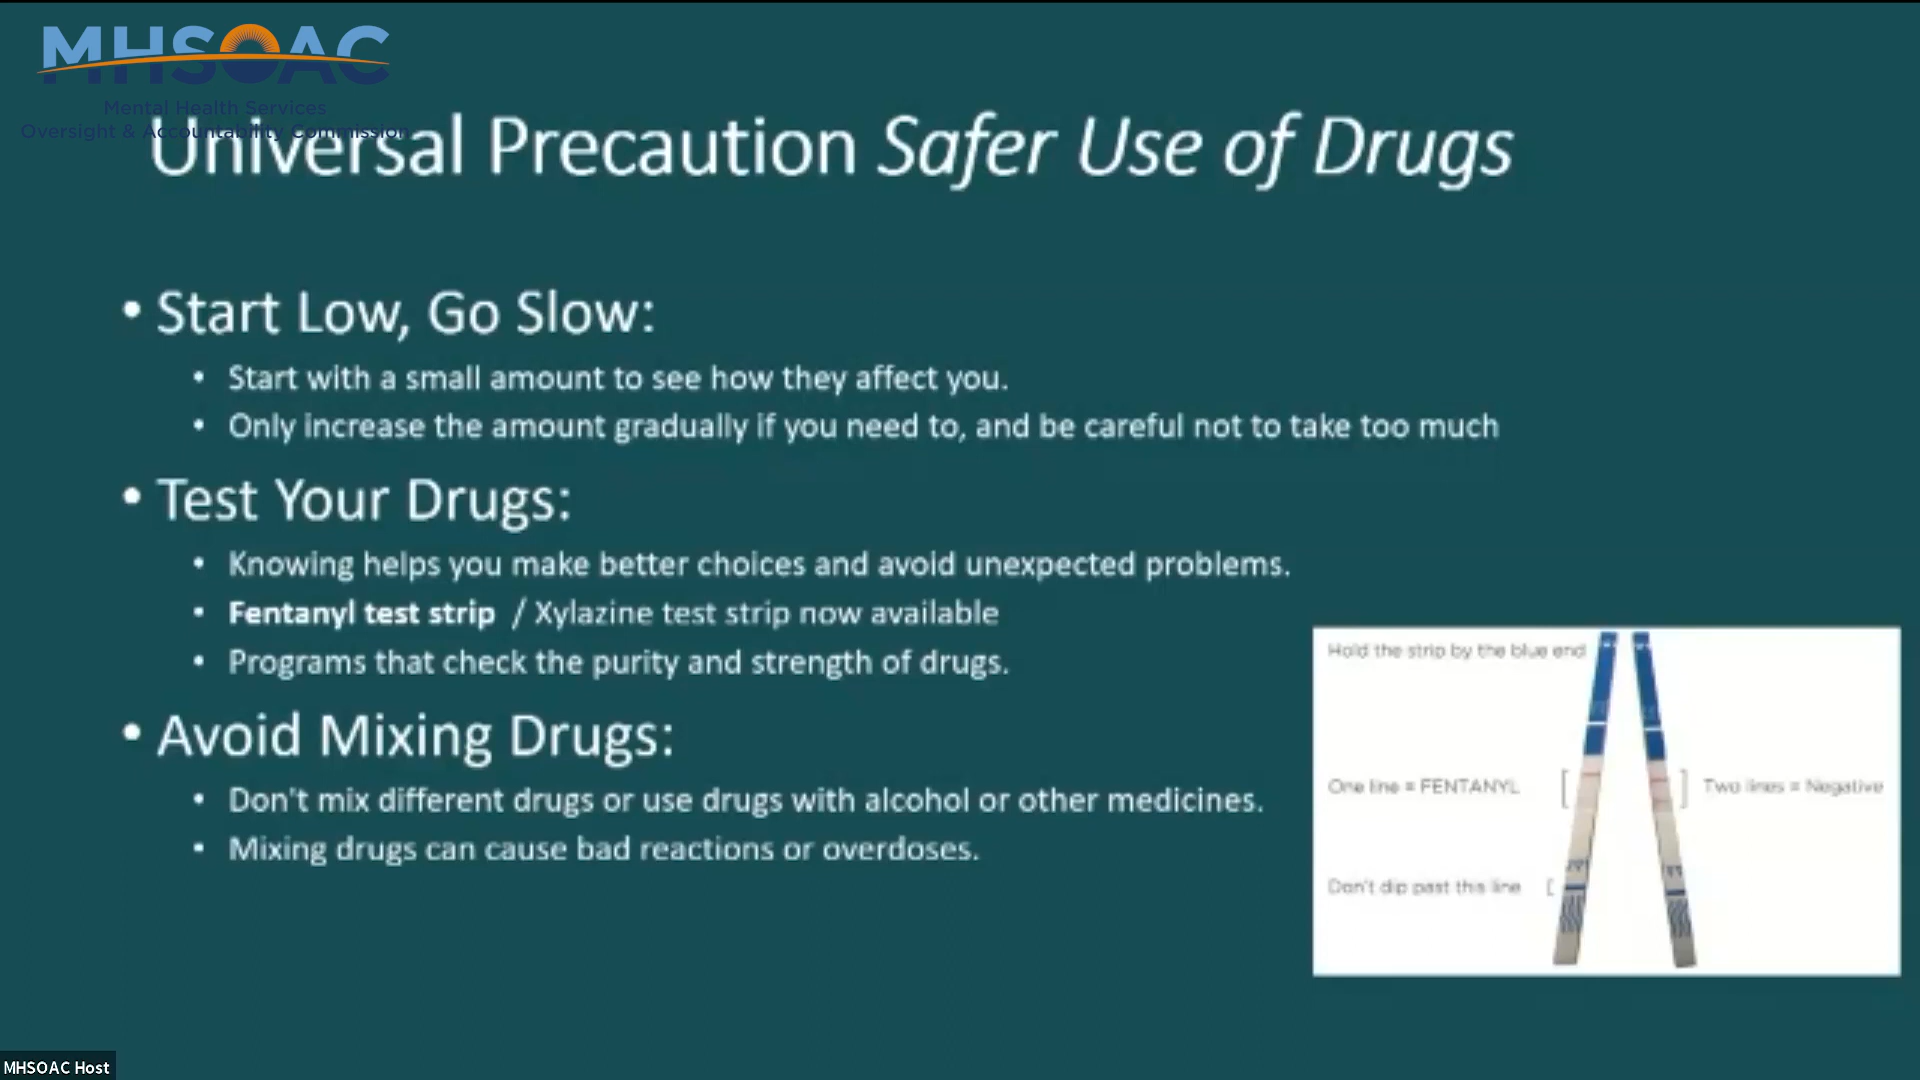 MHSOAC
Mental Health Services
Oversight & Accountability Commission
Universal Precaution Safer Use of Drugs
• Start Low, Go Slow:
• Start with a small amount to see how they affect you.
• Only increase the amount gradually if you need to, and be careful not to take too much
• Test Your Drugs:
• Knowing helps you make better choices and avoid unexpected problems.
• Fentanyl test strip / Xylazine test strip now available
• Programs that check the purity and strength of drugs.
• Avoid Mixing Drugs:
• Don't mix different drugs or use drugs with alcohol or other medicines.
• Mixing drugs can cause bad reactions or overdoses.
Hold the strip by the blue end
One line = FENTANYL
Two lines = Negative
Don't dip past this line
MHSOAC Host